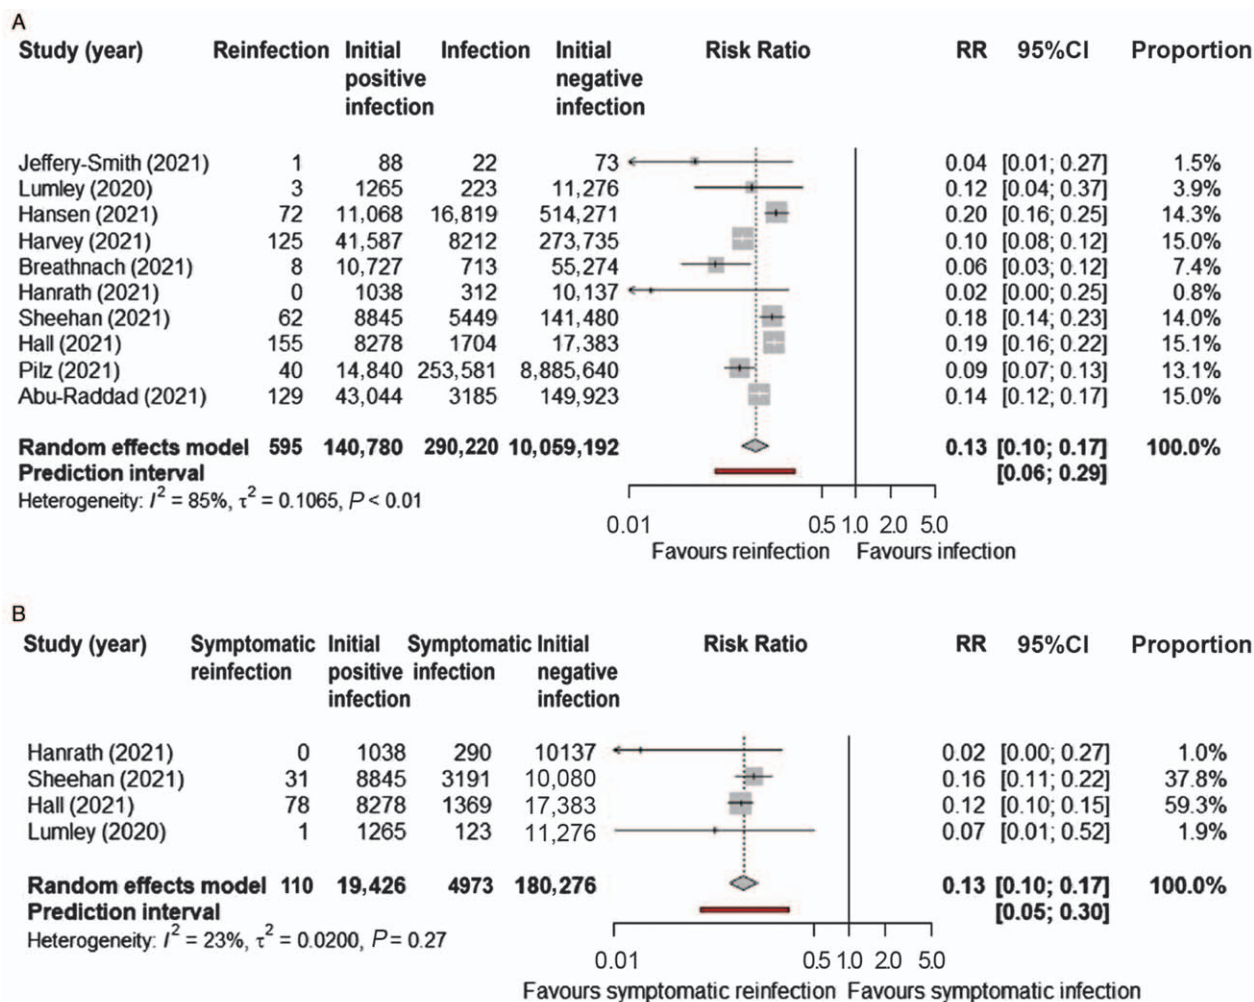 A
Study (year) Reinfection Initial Infection Initial Risk Ratio RR 95%CI Proportion
positive negative
infection infection
Jeffery-Smith (2021) 1 88 22 73 0.04 [0.01; 0.27] 1.5%
Lumley (2020) 3 1265 223 11,276 0.12 [0.04; 0.37] 3.9%
Hansen (2021) 72 11,068 16,819 514,271 0.20 [0.16; 0.25] 14.3%
Harvey (2021) 125 41,587 8212 273,735 0.10 [0.08; 0.12] 15.0%
Breathnach (2021) 8 10,727 713 55,274 0.06 [0.03; 0.12] 7.4%
Hanrath (2021) 0 1038 312 10,137 0.02 [0.00; 0.25] 0.8%
Sheehan (2021) 62 8845 5449 141,480 0.18 [0.14; 0.23] 14.0%
Hall (2021) 155 8278 1704 17,383 0.19 [0.16; 0.22] 15.1%
Pilz (2021) 40 14,840 253,581 8,885,640 0.09 [0.07; 0.13] 13.1%
Abu-Raddad (2021) 129 43,044 3185 149,923 0.14 [0.12; 0.17] 15.0%
Random effects model 595 140,780 290,220 10,059,192 0.13 [0.10; 0.17] 100.0%
Prediction interval [0.06; 0.29]
Heterogeneity: I² = 85%, τ² = 0.1065, P < 0.01
0.01 0.5 1.0 2.0 5.0
Favours reinfection Favours infection
B
Study (year) Symptomatic Initial Symptomatic Initial Risk Ratio RR 95%CI Proportion
reinfection positive infection negative
infection infection
Hanrath (2021) 0 1038 290 10137 0.02 [0.00; 0.27] 1.0%
Sheehan (2021) 31 8845 3191 10,080 0.16 [0.11; 0.22] 37.8%
Hall (2021) 78 8278 1369 17,383 0.12 [0.10; 0.15] 59.3%
Lumley (2020) 1 1265 123 11,276 0.07 [0.01; 0.52] 1.9%
Random effects model 110 19,426 4973 180,276 0.13 [0.10; 0.17] 100.0%
Prediction interval [0.05; 0.30]
Heterogeneity: I² = 23%, τ² = 0.0200, P = 0.27
0.01 0.5 1.0 2.0 5.0
Favours symptomatic reinfection Favours symptomatic infection